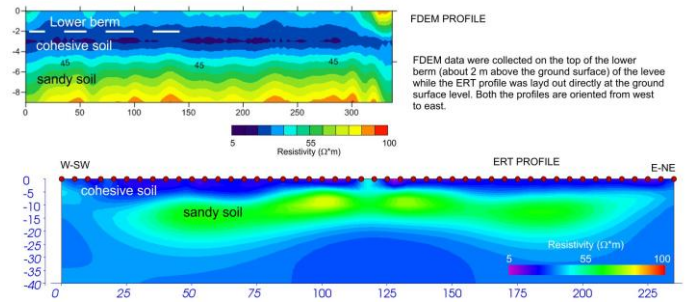 FDEM PROFILE
Lower berm
cohesive soil
45 45 45
sandy soil
-2
-4
-6
-8
0 50 100 150 200 250 300
5 55 100
Resistivity (Ω*m)
FDEM data were collected on the top of the lower
berm (about 2 m above the ground surface) of the levee
while the ERT profile was layd out directly at the ground
surface level. Both the profiles are oriented from west
to east.
W-SW ERT PROFILE E-NE
0
-5
-10
-15
-20
-25
-30
-35
-40
cohesive soil
sandy soil
Resistivity (Ω*m)
5 55 100
0 25 50 75 100 125 150 175 200 225